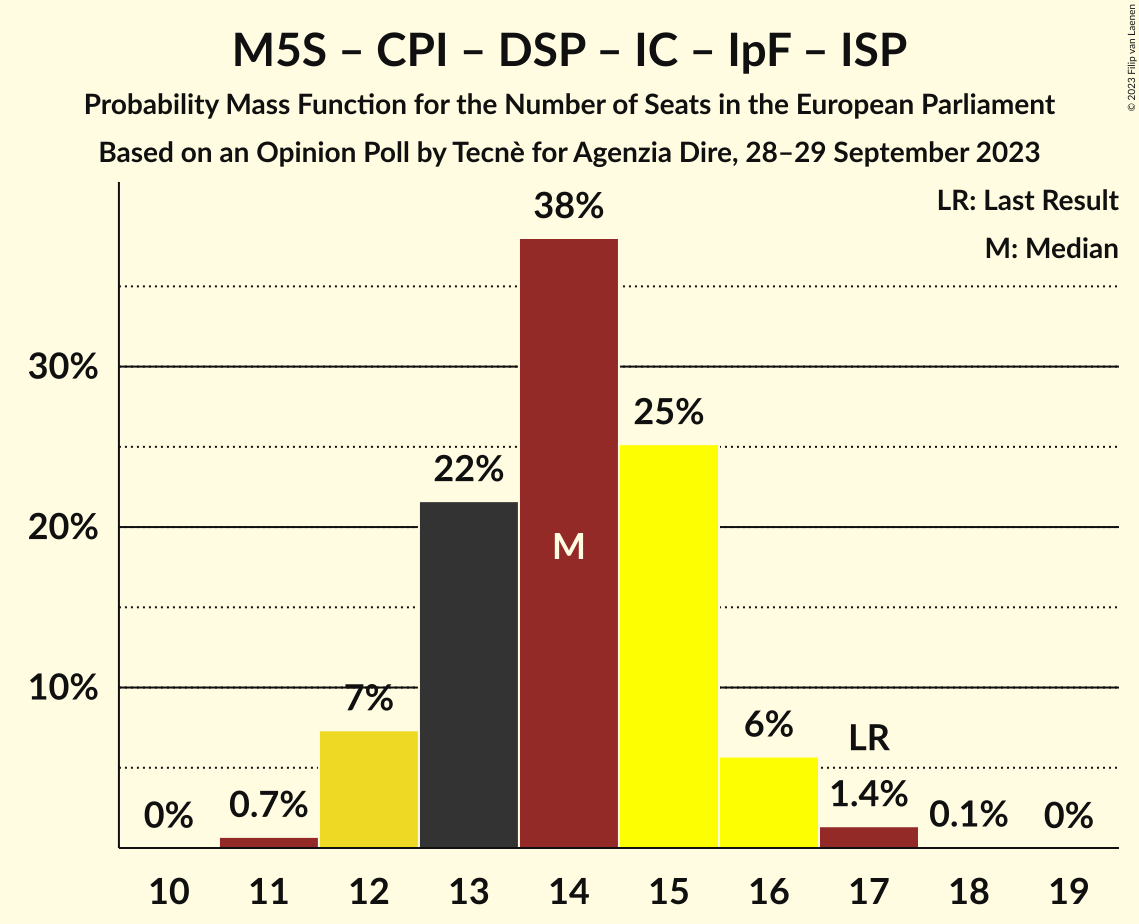 M5S – CPI – DSP – IC – IpF – ISP
Probability Mass Function for the Number of Seats in the European Parliament
Based on an Opinion Poll by Tecnè for Agenzia Dire, 28–29 September 2023
© 2023 Filip van Laenen
LR: Last Result
M: Median
38%
30%
25%
22%
20%
M
10%
7%
6%
LR
0%
0.7%
1.4%
0.1%
0%
10 11 12 13 14 15 16 17 18 19